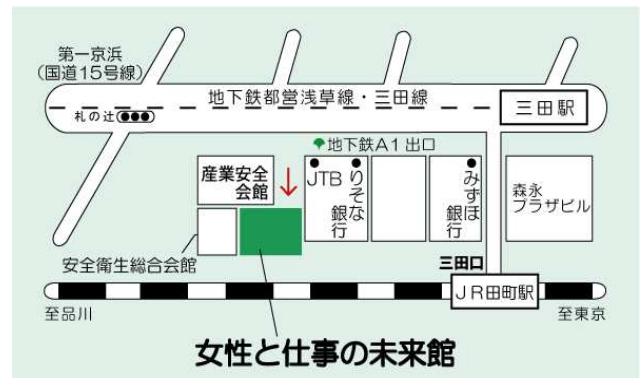 第一京浜
(国道15号線)
地下鉄都営浅草線・三田線
三田駅
札の辻
地下鉄A1出口
産業安全
会館
JTB
りそな
銀行
みずほ
銀行
森永
プラザビル
安全衛生総合会館
三田口
JR田町駅
至品川
至東京
女性と仕事の未来館